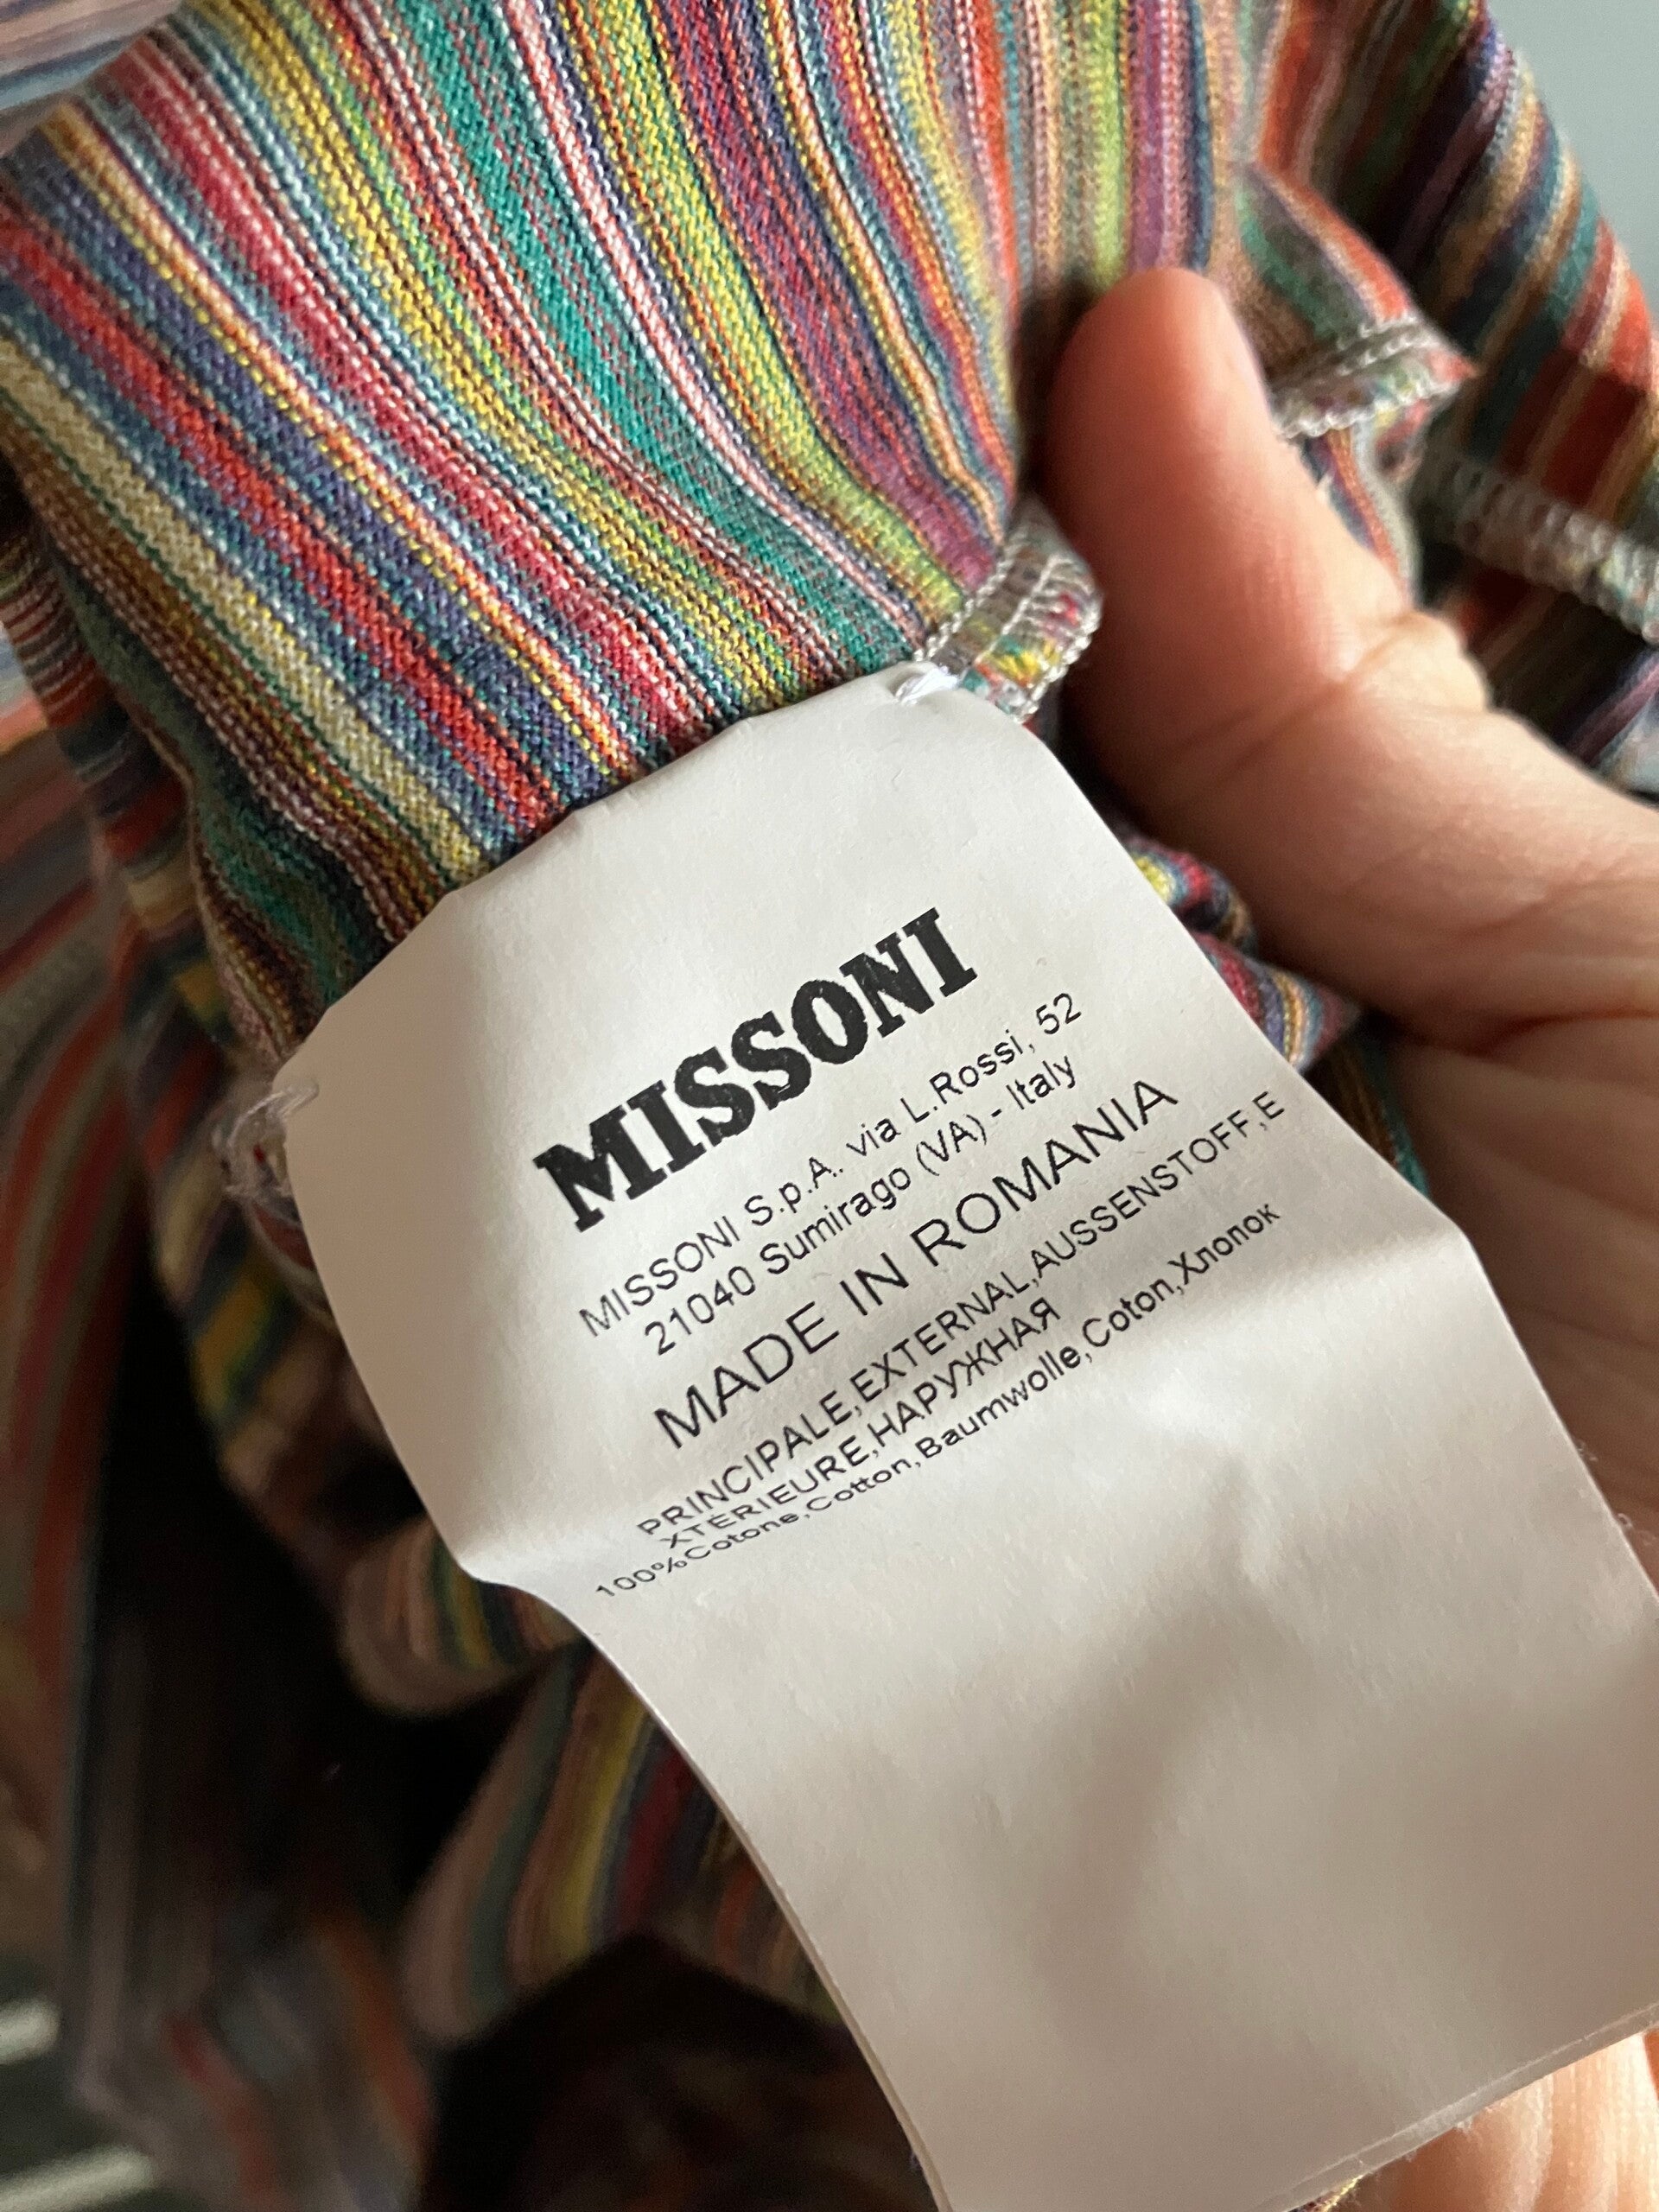 MISSONI
MISSONI S.p.A. via L.Rossi, 52
21040 Sumirago (VA) - Italy
MADE IN ROMANIA
PRINCIPALE,EXTERNAL,AUSSENSTOFF,E
XTERIEURE,НАРУЖНАЯ
100%Cotone,Cotton,Baumwolle,Coton,Хлопок